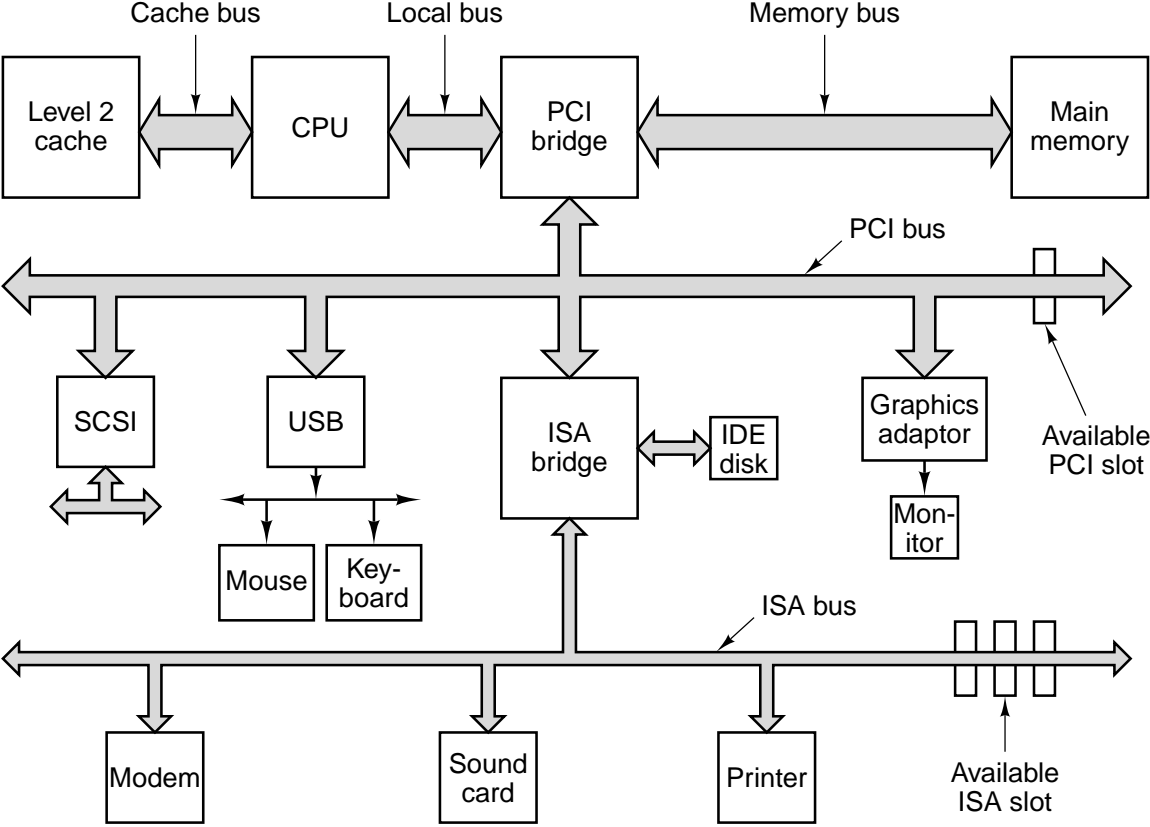 Cache bus
Local bus
Memory bus
Level 2
cache
CPU
PCI
bridge
Main
memory
PCI bus
SCSI
USB
ISA
bridge
IDE
disk
Graphics
adaptor
Available
PCI slot
Mon-
itor
Mouse
Key-
board
ISA bus
Modem
Sound
card
Printer
Available
ISA slot